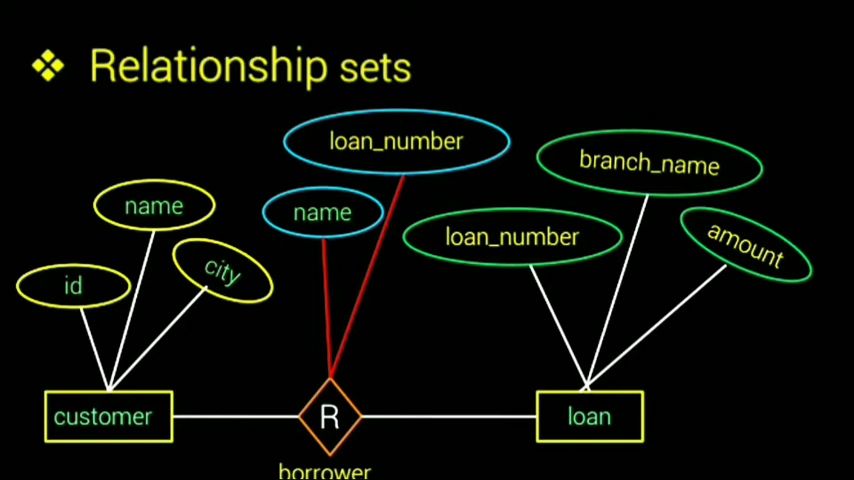 ❖ Relationship sets
loan_number
branch_name
name
name
loan_number
amount
city
id
customer
R
loan
borrower